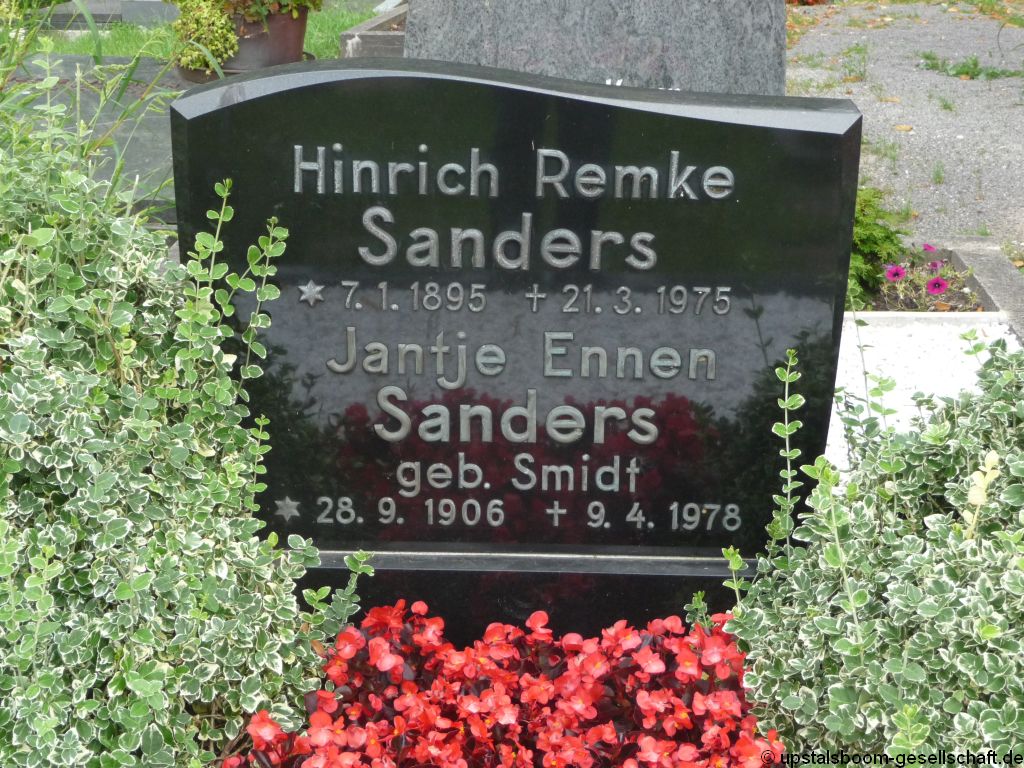 Hinrich Remke
Sanders
* 7. 1. 1895 † 21. 3. 1975
Jantje Ennen
Sanders
geb. Smidt
* 28. 9. 1906 † 9. 4. 1978
© upstalsboom-gesellschaft.de